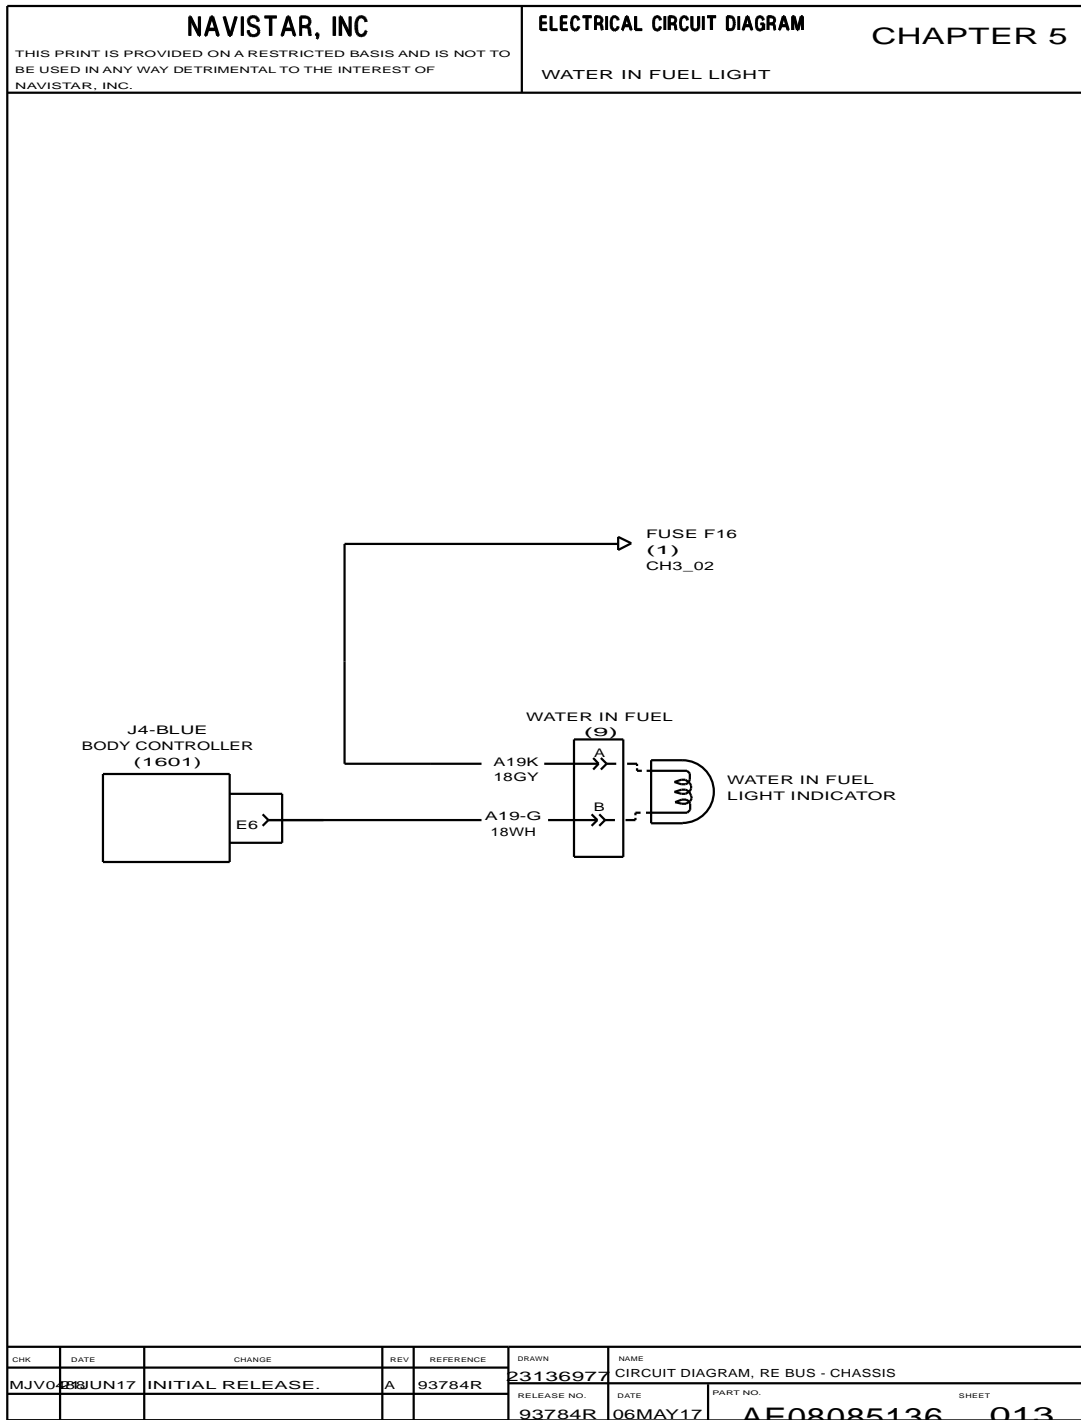 NAVISTAR, INC
THIS PRINT IS PROVIDED ON A RESTRICTED BASIS AND IS NOT TO
BE USED IN ANY WAY DETRIMENTAL TO THE INTEREST OF
NAVISTAR, INC.
ELECTRICAL CIRCUIT DIAGRAM
CHAPTER 5
WATER IN FUEL LIGHT
FUSE F16
(1)
CH3_02
J4-BLUE
BODY CONTROLLER
(1601)
E6
WATER IN FUEL
(9)
A
A19K
18GY
B
A19-G
18WH
WATER IN FUEL
LIGHT INDICATOR
CHK DATE CHANGE REV REFERENCE
INITIAL RELEASE. A 93784R
DRAWN
23136977
NAME
CIRCUIT DIAGRAM, RE BUS - CHASSIS
RELEASE NO.
93784R
DATE
06MAY17
PART NO.
AE08085136
SHEET
013